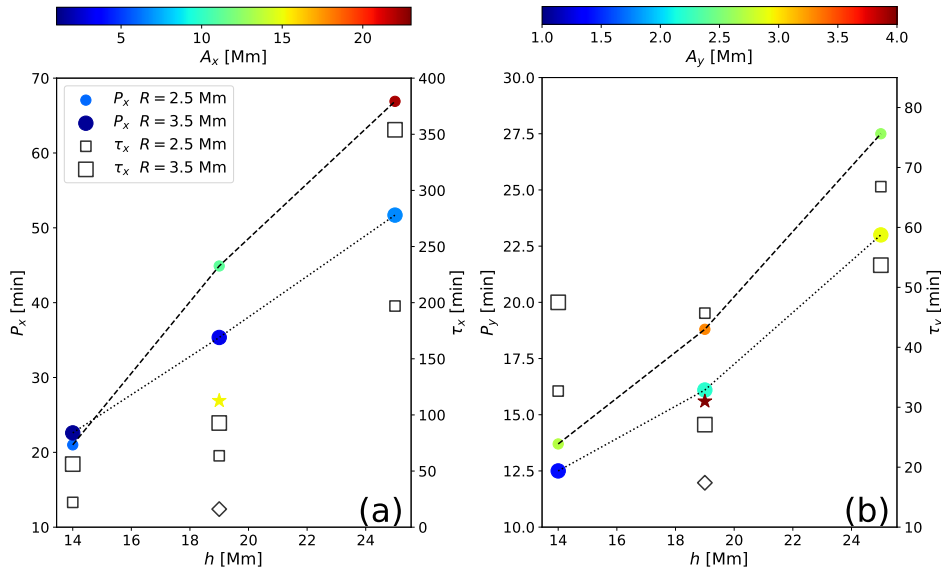 5 10 15 20
A_x [Mm]
1.0 1.5 2.0 2.5 3.0 3.5 4.0
A_y [Mm]
P_x R = 2.5 Mm
P_x R = 3.5 Mm
τ_x R = 2.5 Mm
τ_x R = 3.5 Mm
70
60
50
40
30
20
10
P_x [min]
400
350
300
250
200
150
100
50
0
τ_x [min]
(a)
14 16 18 20 22 24
h [Mm]
30.0
27.5
25.0
22.5
20.0
17.5
15.0
12.5
10.0
P_y [min]
80
70
60
50
40
30
20
10
τ_y [min]
(b)
14 16 18 20 22 24
h [Mm]